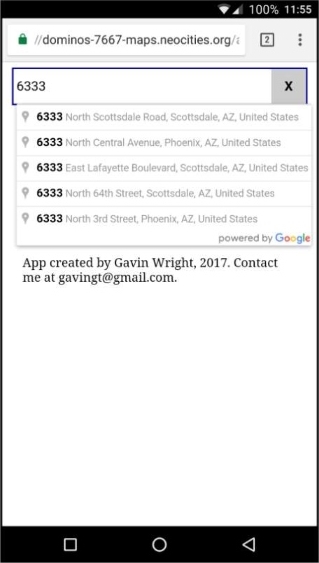 100% 11:55
//dominos-7667-maps.neocities.org/a
2
6333
X
6333 North Scottsdale Road, Scottsdale, AZ, United States
6333 North Central Avenue, Phoenix, AZ, United States
6333 East Lafayette Boulevard, Scottsdale, AZ, United States
6333 North 64th Street, Scottsdale, AZ, United States
6333 North 3rd Street, Phoenix, AZ, United States
powered by Google
App created by Gavin Wright, 2017. Contact
me at gavingt@gmail.com.